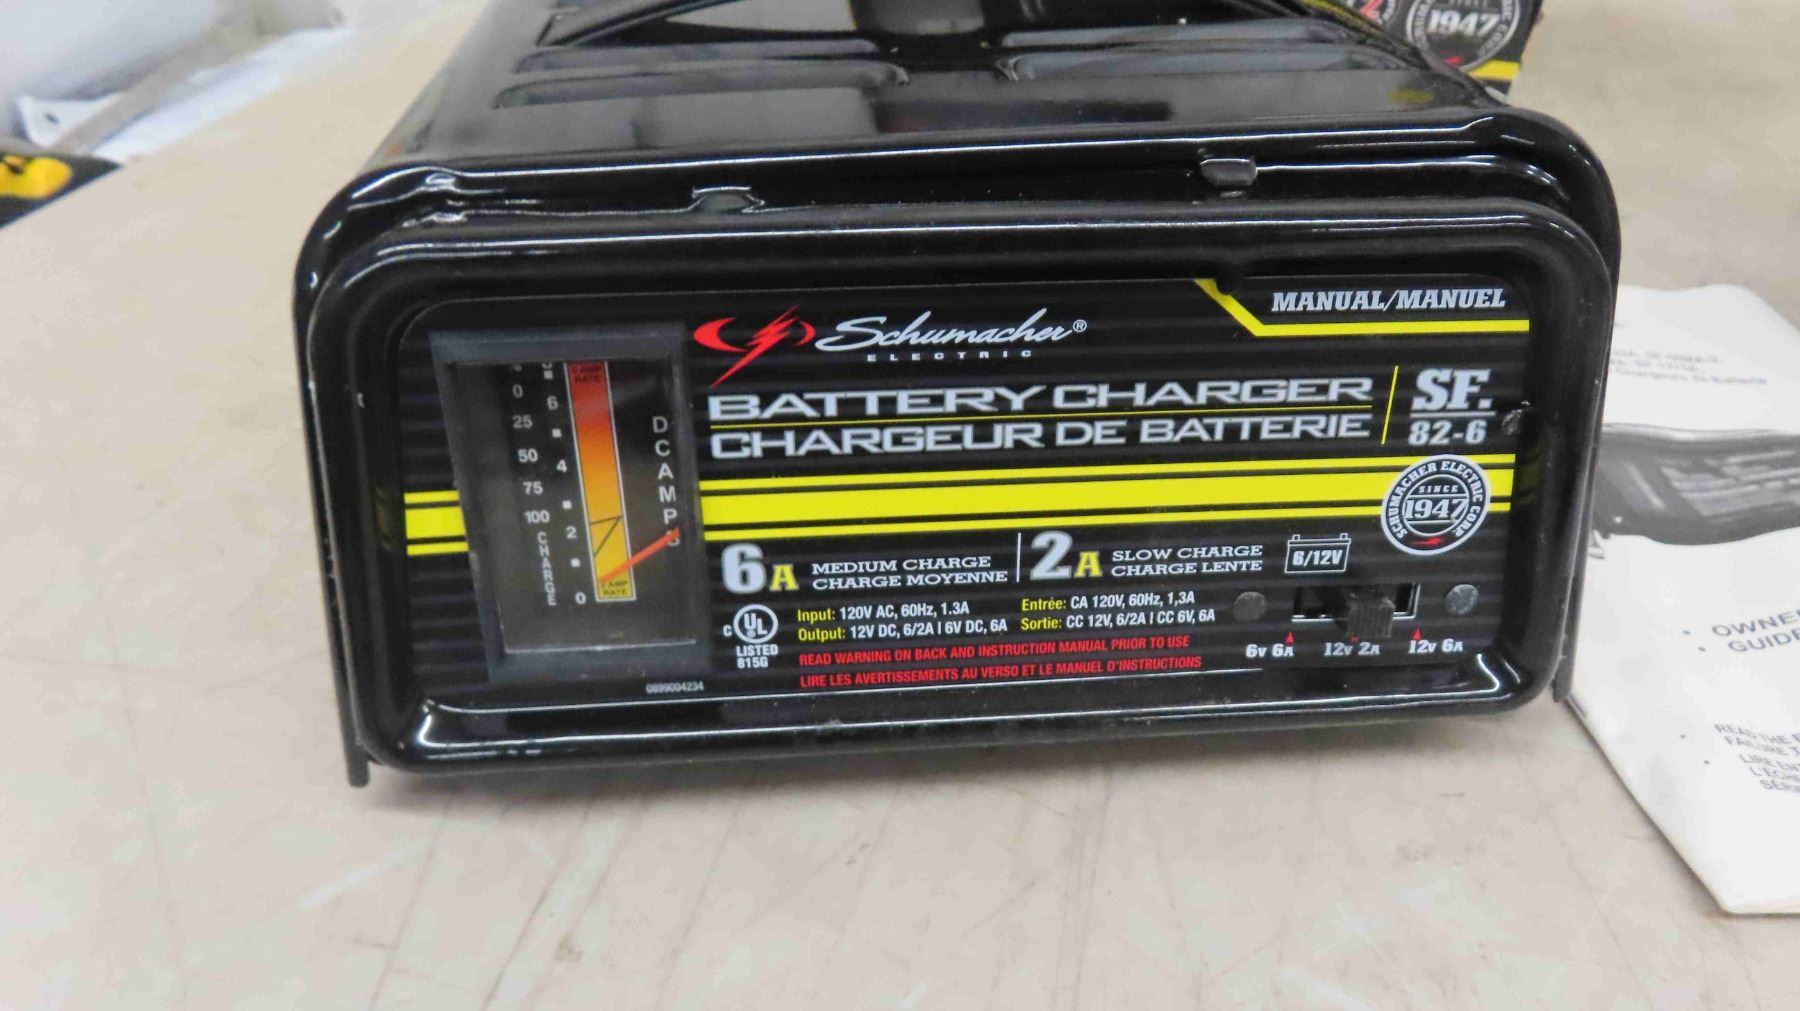 1947
MANUAL/MANUEL
Schumacher®
ELECTRIC
BATTERY CHARGER
CHARGEUR DE BATTERIE
SF.
82-6
SCHUMACHER ELECTRIC CORP.
SINCE
1947
0
25
50
75
100
CHARGE
6
4
2
0
RATE
2 AMP
RATE
DC AMPS
6A MEDIUM CHARGE
CHARGE MOYENNE
2A SLOW CHARGE
CHARGE LENTE
6/12V
C UL
LISTED
815G
Input: 120V AC, 60Hz, 1.3A
Output: 12V DC, 6/2A | 6V DC, 6A
Entrée: CA 120V, 60Hz, 1,3A
Sortie: CC 12V, 6/2A | CC 6V, 6A
READ WARNING ON BACK AND INSTRUCTION MANUAL PRIOR TO USE
LIRE LES AVERTISSEMENTS AU VERSO ET LE MANUEL D'INSTRUCTIONS
6V 6A 12V 2A 12V 6A
0899004234
OWNE
GUIDE